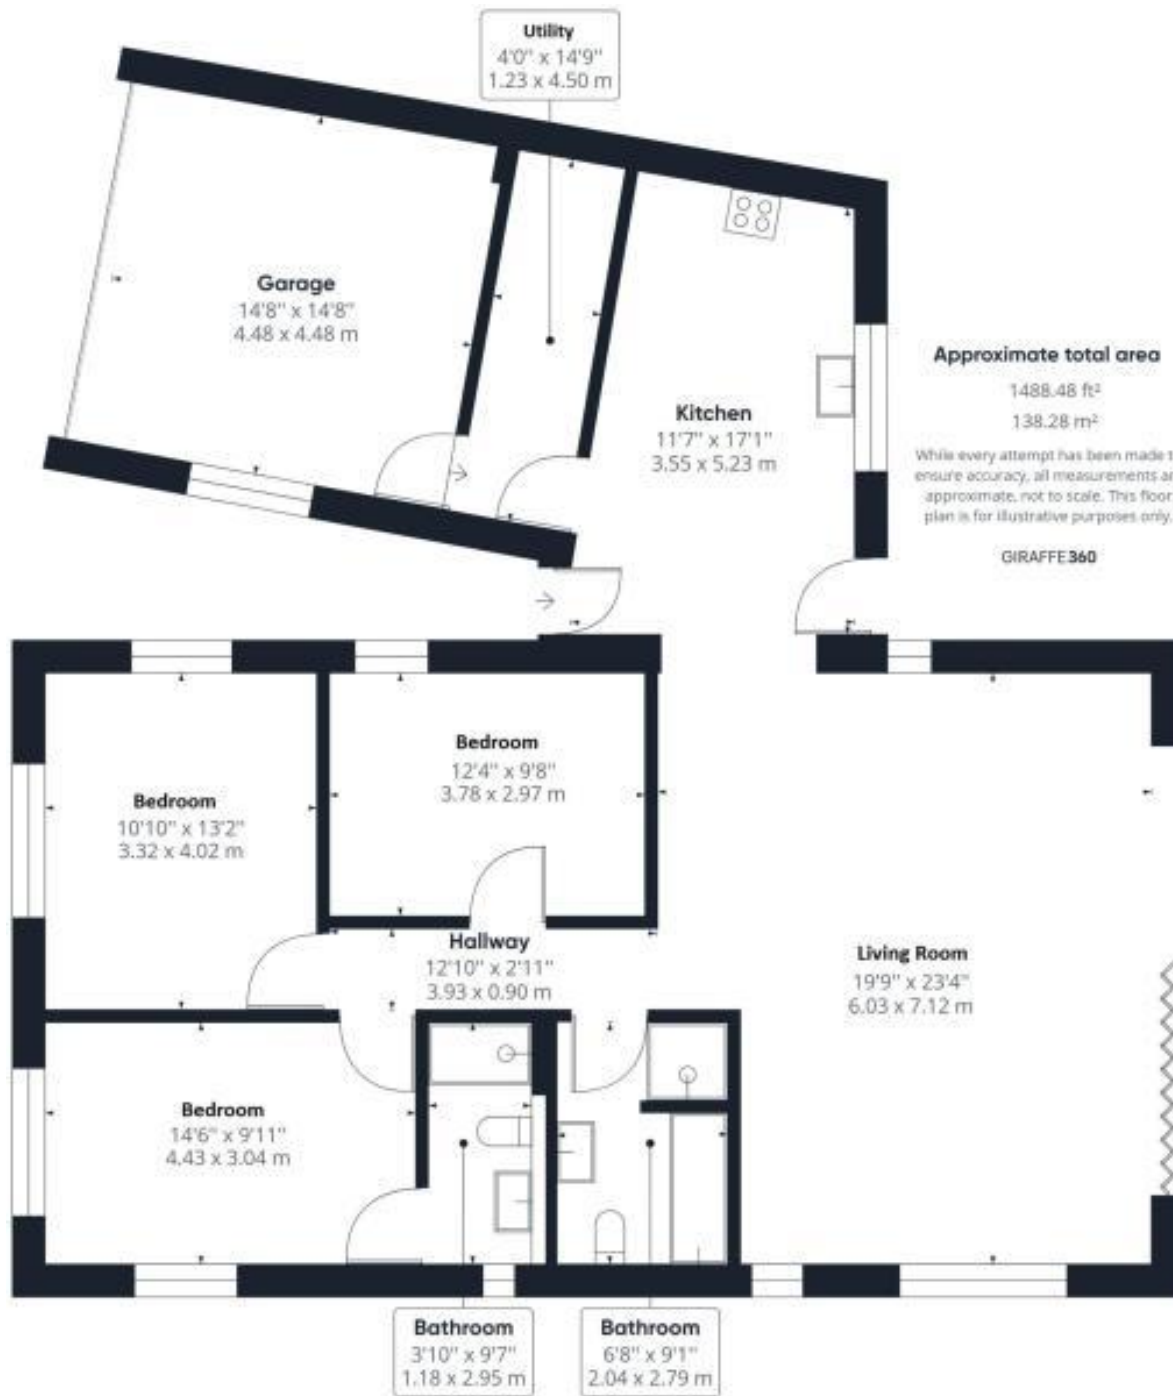 Utility
4'0" x 14'9"
1.23 x 4.50 m
Garage
14'8" x 14'8"
4.48 x 4.48 m
Kitchen
11'7" x 17'1"
3.55 x 5.23 m
Approximate total area
1488.48 ft²
138.28 m²
While every attempt has been made t
ensure accuracy, all measurements ar
approximate, not to scale. This floor
plan is for illustrative purposes only.
GIRAFFE360
Bedroom
12'4" x 9'8"
3.78 x 2.97 m
Bedroom
10'10" x 13'2"
3.32 x 4.02 m
Hallway
12'10" x 2'11"
3.93 x 0.90 m
Living Room
19'9" x 23'4"
6.03 x 7.12 m
Bedroom
14'6" x 9'11"
4.43 x 3.04 m
Bathroom
3'10" x 9'7"
1.18 x 2.95 m
Bathroom
6'8" x 9'1"
2.04 x 2.79 m